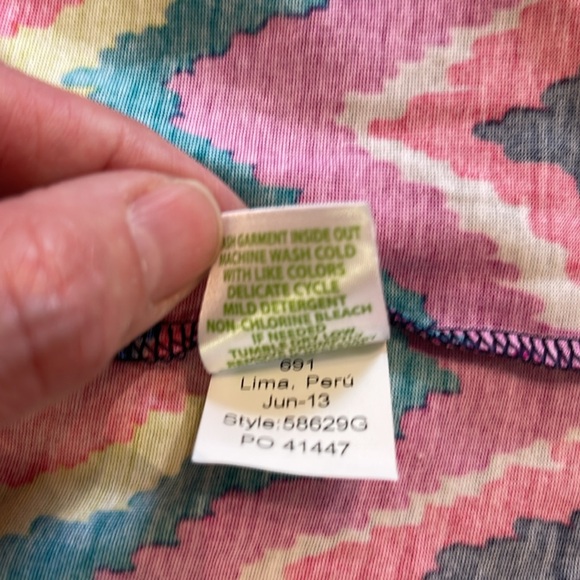 GARMENT INSIDE OUT
MACHINE WASH COLD
WITH LIKE COLORS
DELICATE CYCLE
MILD DETERGENT
NON-CHLORINE BLEACH
IF NEEDED
TUMBLE DRY LOW
691
Lima, Perú
Jun-13
Style:58629G
PO 41447